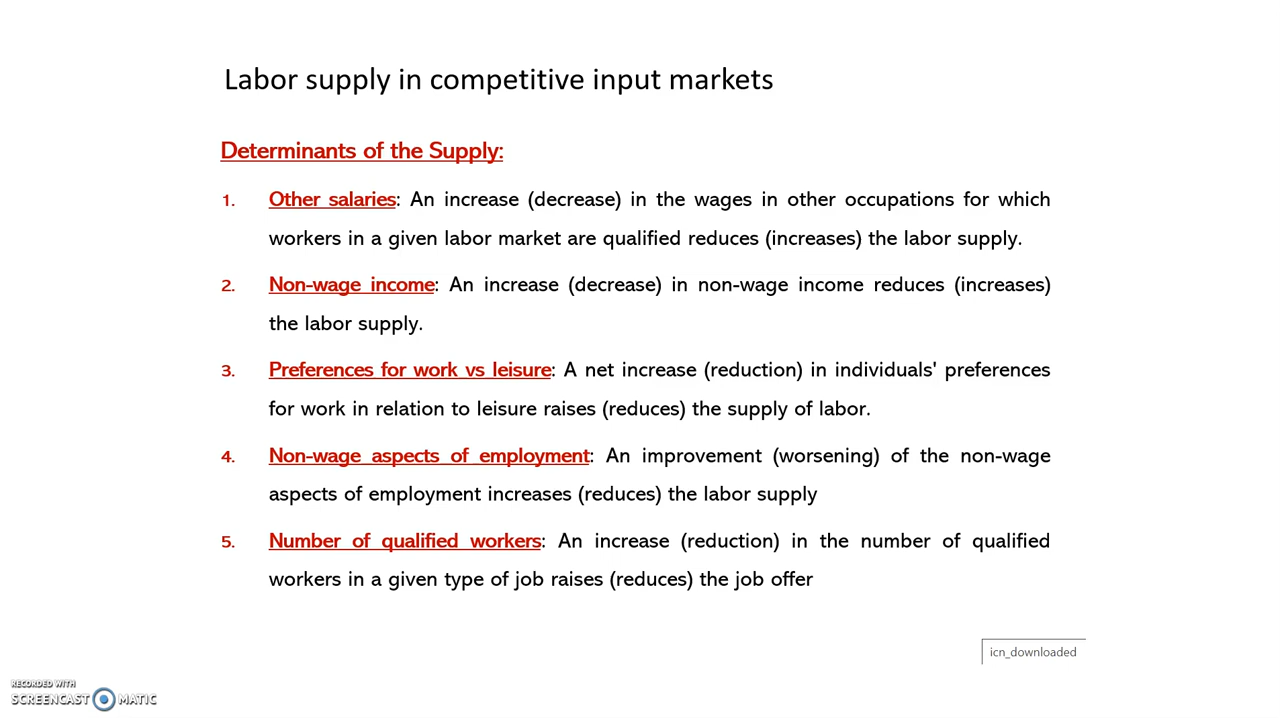 Labor supply in competitive input markets
Determinants of the Supply:
1. Other salaries: An increase (decrease) in the wages in other occupations for which
workers in a given labor market are qualified reduces (increases) the labor supply.
2. Non-wage income: An increase (decrease) in non-wage income reduces (increases)
the labor supply.
3. Preferences for work vs leisure: A net increase (reduction) in individuals' preferences
for work in relation to leisure raises (reduces) the supply of labor.
4. Non-wage aspects of employment: An improvement (worsening) of the non-wage
aspects of employment increases (reduces) the labor supply
5. Number of qualified workers: An increase (reduction) in the number of qualified
workers in a given type of job raises (reduces) the job offer
icn_downloaded
RECORDED WITH
SCREENCAST MATIC